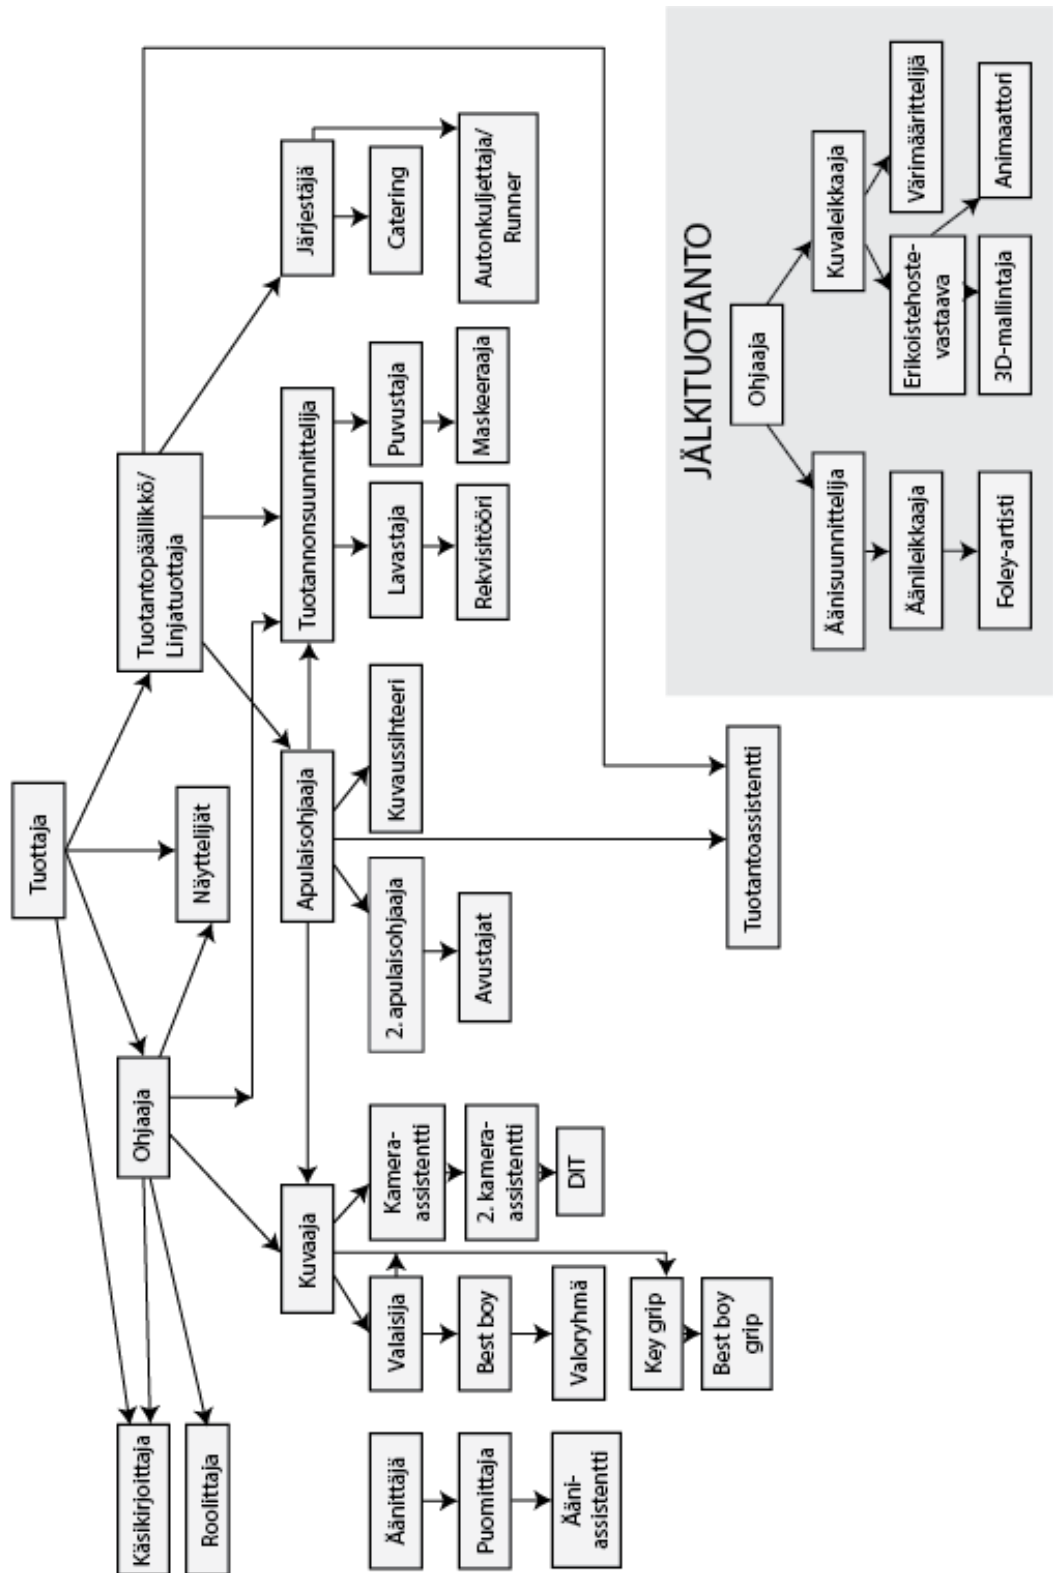 Tuottaja
Käsikirjoittaja
Ohjaaja
Tuotantopäällikkö/
Linjatuottaja
Roolittaja
Näyttelijät
Kuvaaja
Apulaisohjaaja
Tuotannonsuunnittelija
Järjestäjä
Äänittäjä
Valaisija
Kamera-
assistentti
2. apulaisohjaaja
Kuvaussihteeri
Lavastaja
Puvustaja
Catering
Puomittaja
Best boy
2. kamera-
assistentti
Avustajat
Rekvisitööri
Maskeeraaja
Autonkuljettaja/
Runner
Ääni-
assistentti
Valoryhmä
DIT
Key grip
Best boy
grip
Tuotantoassistentti
JÄLKITUOTANTO
Ohjaaja
Äänisuunnittelija
Kuvaleikkaaja
Äänileikkaaja
Erikoistehoste-
vastaava
Värimäärittelijä
Foley-artisti
3D-mallintaja
Animaattori